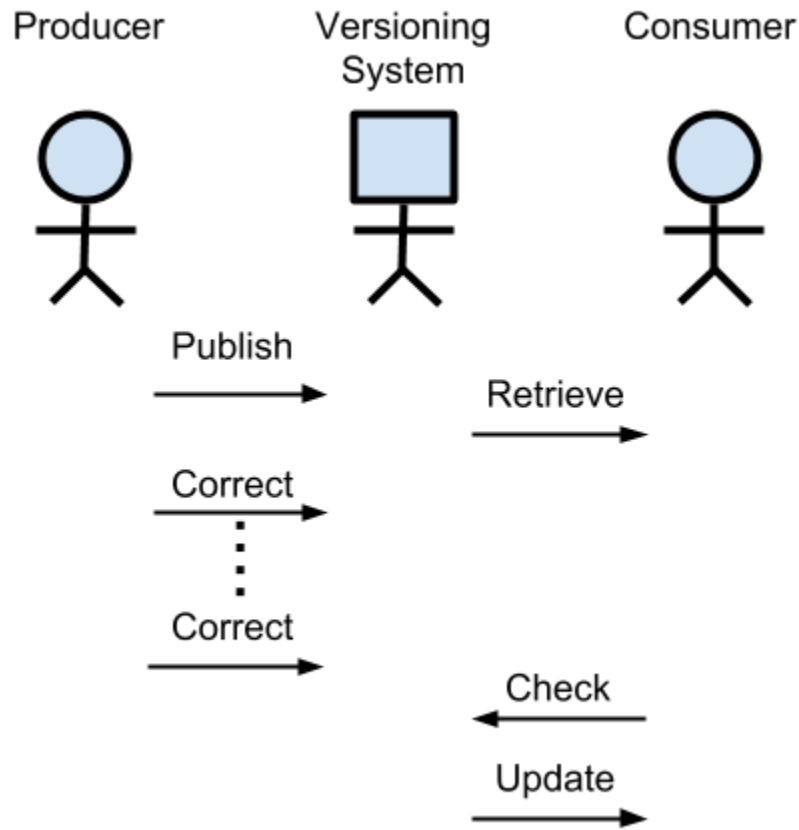 Producer
Versioning
System
Consumer
Publish
Retrieve
Correct
Correct
Check
Update